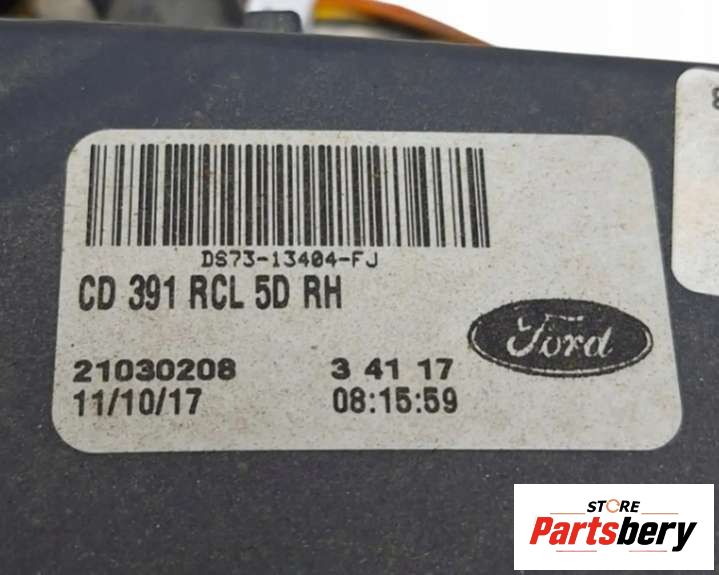 DS73-13404-FJ
CD 391 RCL 5D RH
Ford
21030208 3 41 17
11/10/17 08:15:59
STORE
Partsbery